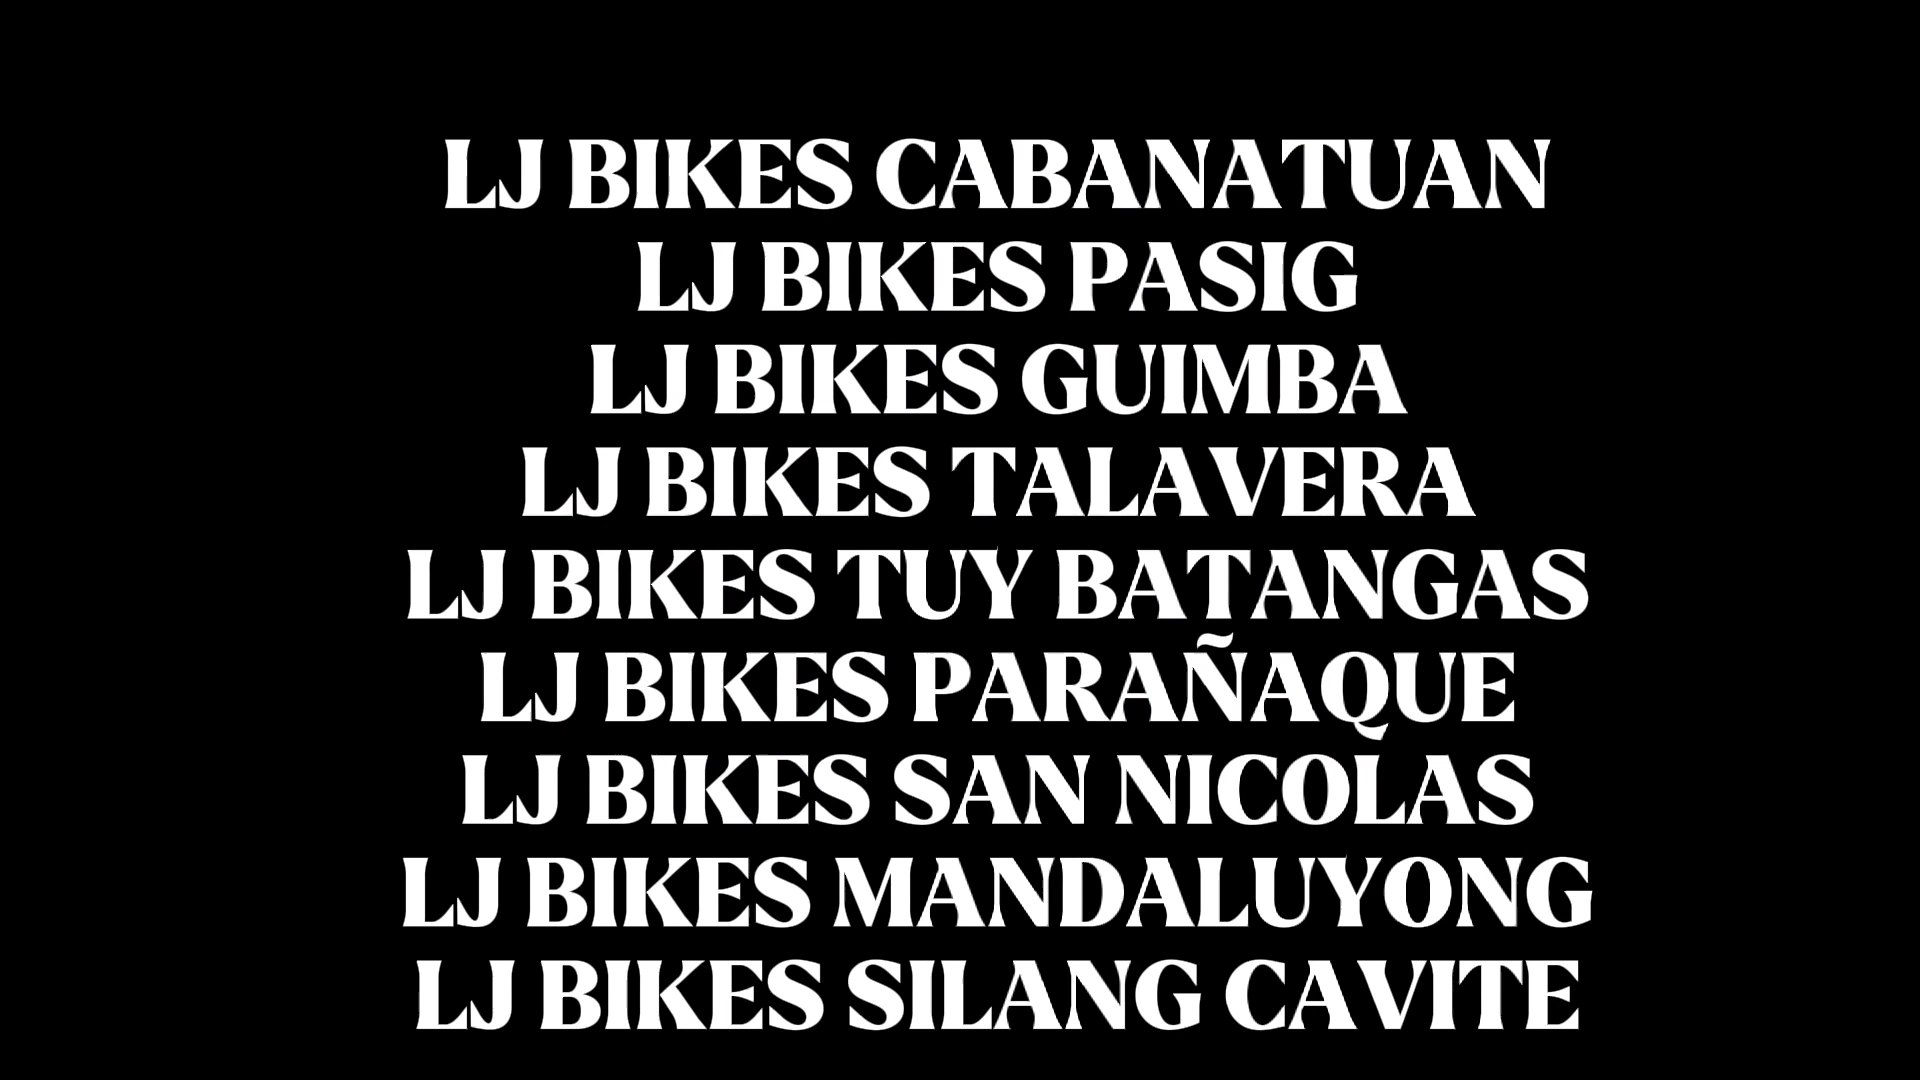 LJ BIKES CABANATUAN
LJ BIKES PASIG
LJ BIKES GUIMBA
LJ BIKES TALAVERA
LJ BIKES TUY BATANGAS
LJ BIKES PARAÑAQUE
LJ BIKES SAN NICOLAS
LJ BIKES MANDALUYONG
LJ BIKES SILANG CAVITE